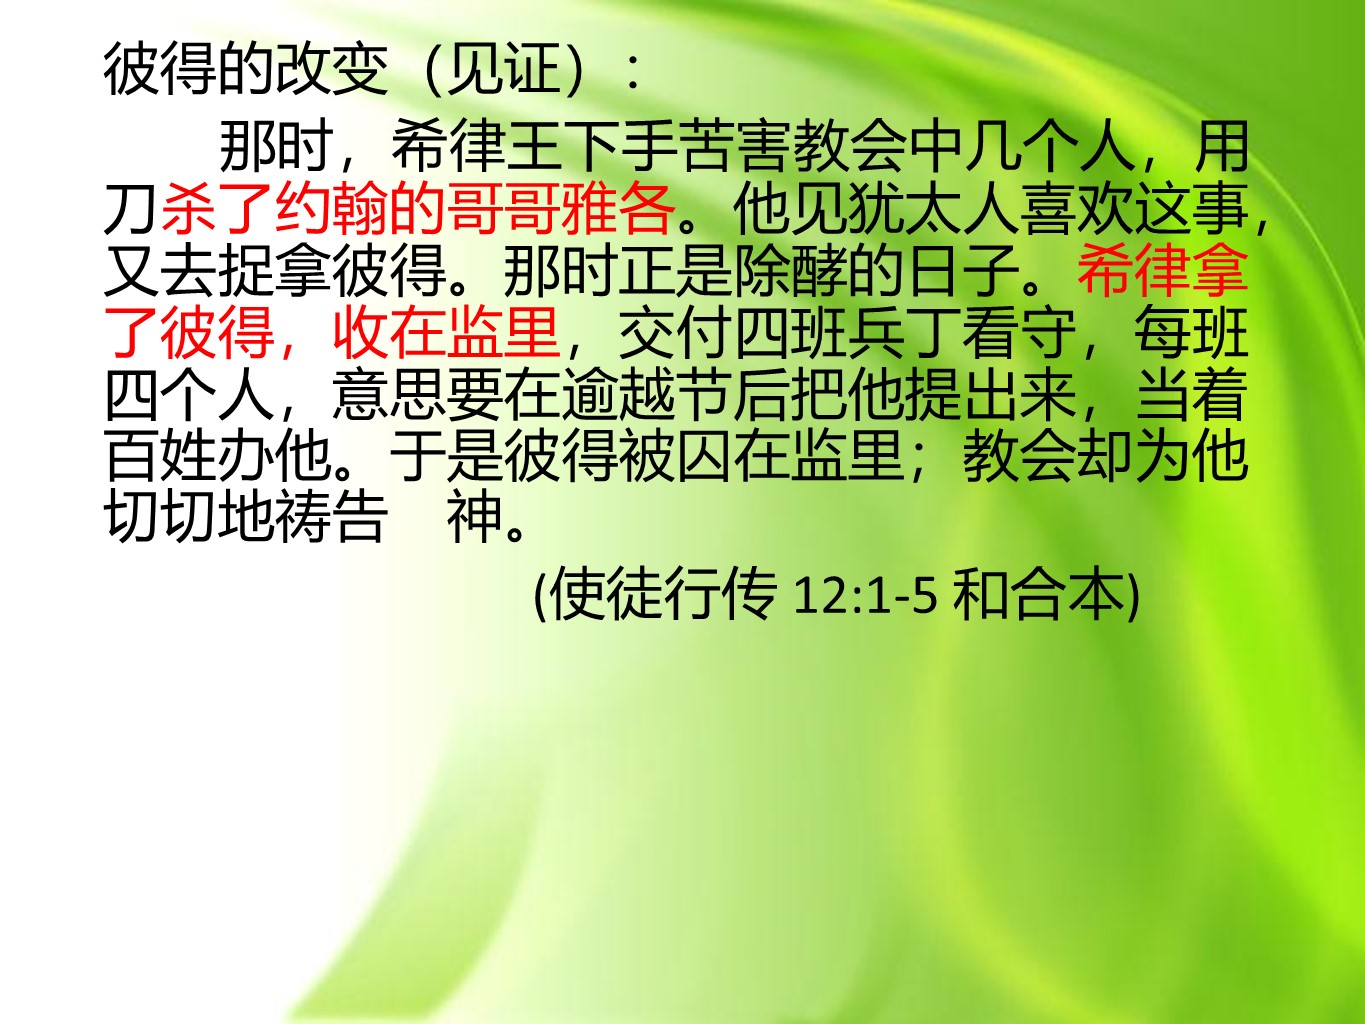 彼得的改变（见证）：
那时，希律王下手苦害教会中几个人，用
刀杀了约翰的哥哥雅各。他见犹太人喜欢这事，
又去捉拿彼得。那时正是除酵的日子。希律拿
了彼得，收在监里，交付四班兵丁看守，每班
四个人，意思要在逾越节后把他提出来，当着
百姓办他。于是彼得被囚在监里；教会却为他
切切地祷告　神。
(使徒行传 12:1-5 和合本)